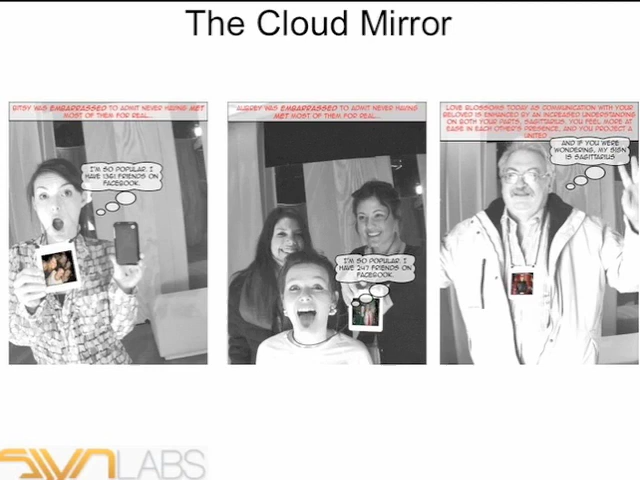 The Cloud Mirror
BITSY WAS EMBARRASSED TO ADMIT NEVER HAVING MET
MOST OF THEM FOR REAL...
AUBREY WAS EMBARRASSED TO ADMIT NEVER HAVING
MET MOST OF THEM FOR REAL...
LOVE BLOSSOMS TODAY AS COMMUNICATION WITH YOUR
BELOVED IS ENHANCED BY AN INCREASED UNDERSTANDING
ON BOTH YOUR PARTS, SAGITTARIUS. YOU FEEL MORE AT
EASE IN EACH OTHER'S PRESENCE, AND YOU PROJECT A
UNITED
I'M SO POPULAR. I
HAVE 1361 FRIENDS ON
FACEBOOK.
I'M SO POPULAR. I
HAVE 247 FRIENDS ON
FACEBOOK.
AND IF YOU WERE
WONDERING, MY SIGN
IS SAGITTARIUS
LABS